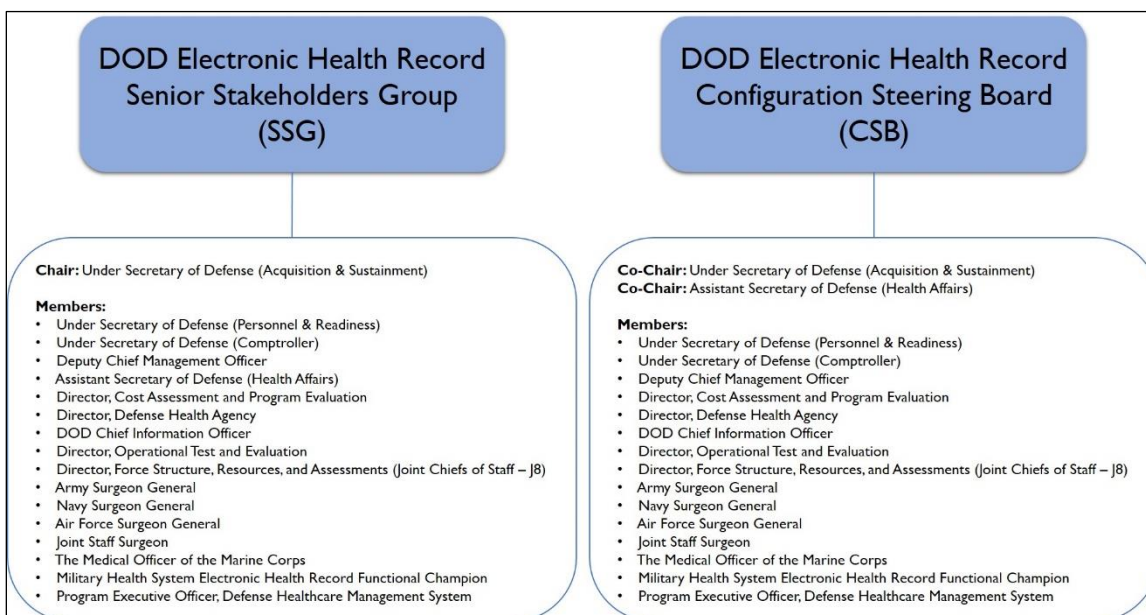 DOD Electronic Health Record
Senior Stakeholders Group
(SSG)
Chair: Under Secretary of Defense (Acquisition & Sustainment)
Members:
• Under Secretary of Defense (Personnel & Readiness)
• Under Secretary of Defense (Comptroller)
• Deputy Chief Management Officer
• Assistant Secretary of Defense (Health Affairs)
• Director, Cost Assessment and Program Evaluation
• Director, Defense Health Agency
• DOD Chief Information Officer
• Director, Operational Test and Evaluation
• Director, Force Structure, Resources, and Assessments (Joint Chiefs of Staff – J8)
• Army Surgeon General
• Navy Surgeon General
• Air Force Surgeon General
• Joint Staff Surgeon
• The Medical Officer of the Marine Corps
• Military Health System Electronic Health Record Functional Champion
• Program Executive Officer, Defense Healthcare Management System
DOD Electronic Health Record
Configuration Steering Board
(CSB)
Co-Chair: Under Secretary of Defense (Acquisition & Sustainment)
Co-Chair: Assistant Secretary of Defense (Health Affairs)
Members:
• Under Secretary of Defense (Personnel & Readiness)
• Under Secretary of Defense (Comptroller)
• Deputy Chief Management Officer
• Director, Cost Assessment and Program Evaluation
• Director, Defense Health Agency
• DOD Chief Information Officer
• Director, Operational Test and Evaluation
• Director, Force Structure, Resources, and Assessments (Joint Chiefs of Staff – J8)
• Army Surgeon General
• Navy Surgeon General
• Air Force Surgeon General
• Joint Staff Surgeon
• The Medical Officer of the Marine Corps
• Military Health System Electronic Health Record Functional Champion
• Program Executive Officer, Defense Healthcare Management System